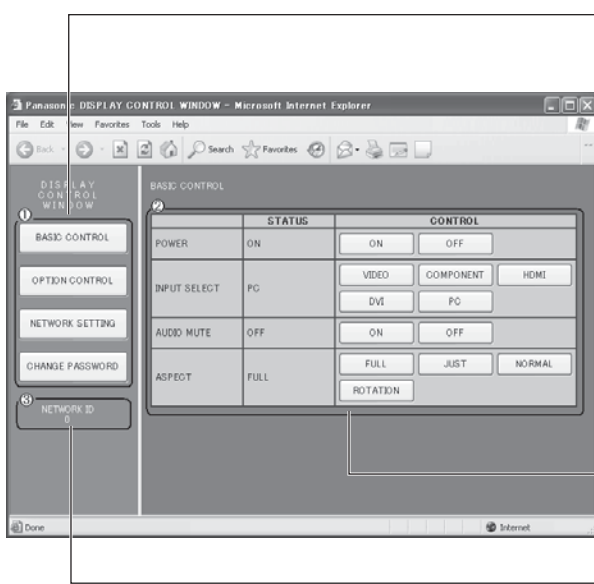 Panasonic DISPLAY CONTROL WINDOW - Microsoft Internet Explorer
File Edit View Favorites Tools Help
Back Search Favorites
DISPLAY
CONTROL
WINDOW
①
BASIC CONTROL
OPTION CONTROL
NETWORK SETTING
CHANGE PASSWORD
③
NETWORK ID
0
BASIC CONTROL
②
STATUS CONTROL
POWER ON ON OFF
INPUT SELECT PC VIDEO COMPONENT HDMI
DVI PC
AUDIO MUTE OFF ON OFF
ASPECT FULL FULL JUST NORMAL
ROTATION
Done Internet